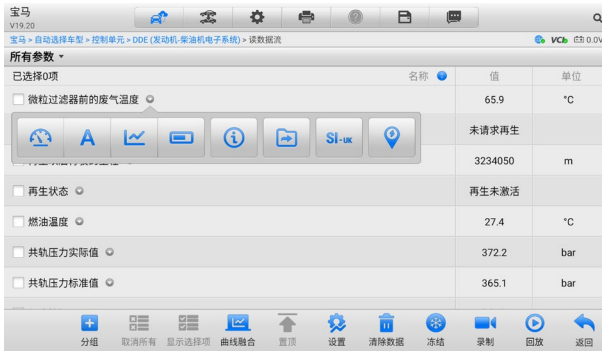 宝马
V19.20
宝马 > 自动选择车型 > 控制单元 > DDE (发动机-柴油机电子系统) > 读数据流
VCI 0.0V
所有参数
已选择0项 名称 值 单位
微粒过滤器前的废气温度 65.9 °C
A i SI-UK
未请求再生
3234050 m
再生状态 再生未激活
燃油温度 27.4 °C
共轨压力实际值 372.2 bar
共轨压力标准值 365.1 bar
分组 取消所有 显示选择项 曲线融合 置顶 设置 清除数据 冻结 录制 回放 返回